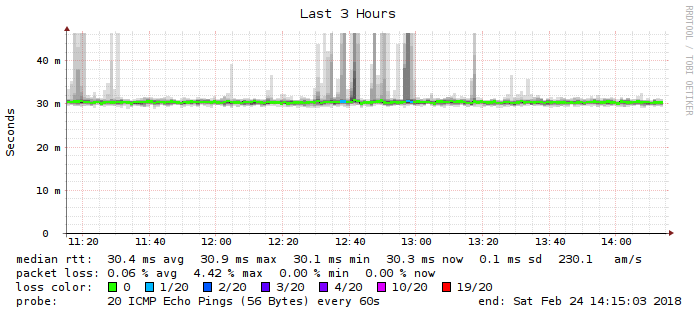 Last 3 Hours
RRDTOOL / TOBI OETIKER
Seconds
40 m
30 m
20 m
10 m
0
11:20 11:40 12:00 12:20 12:40 13:00 13:20 13:40 14:00
median rtt: 30.4 ms avg 30.9 ms max 30.1 ms min 30.3 ms now 0.1 ms sd 230.1 am/s
packet loss: 0.06 % avg 4.42 % max 0.00 % min 0.00 % now
loss color: 0 1/20 2/20 3/20 4/20 10/20 19/20
probe: 20 ICMP Echo Pings (56 Bytes) every 60s end: Sat Feb 24 14:15:03 2018